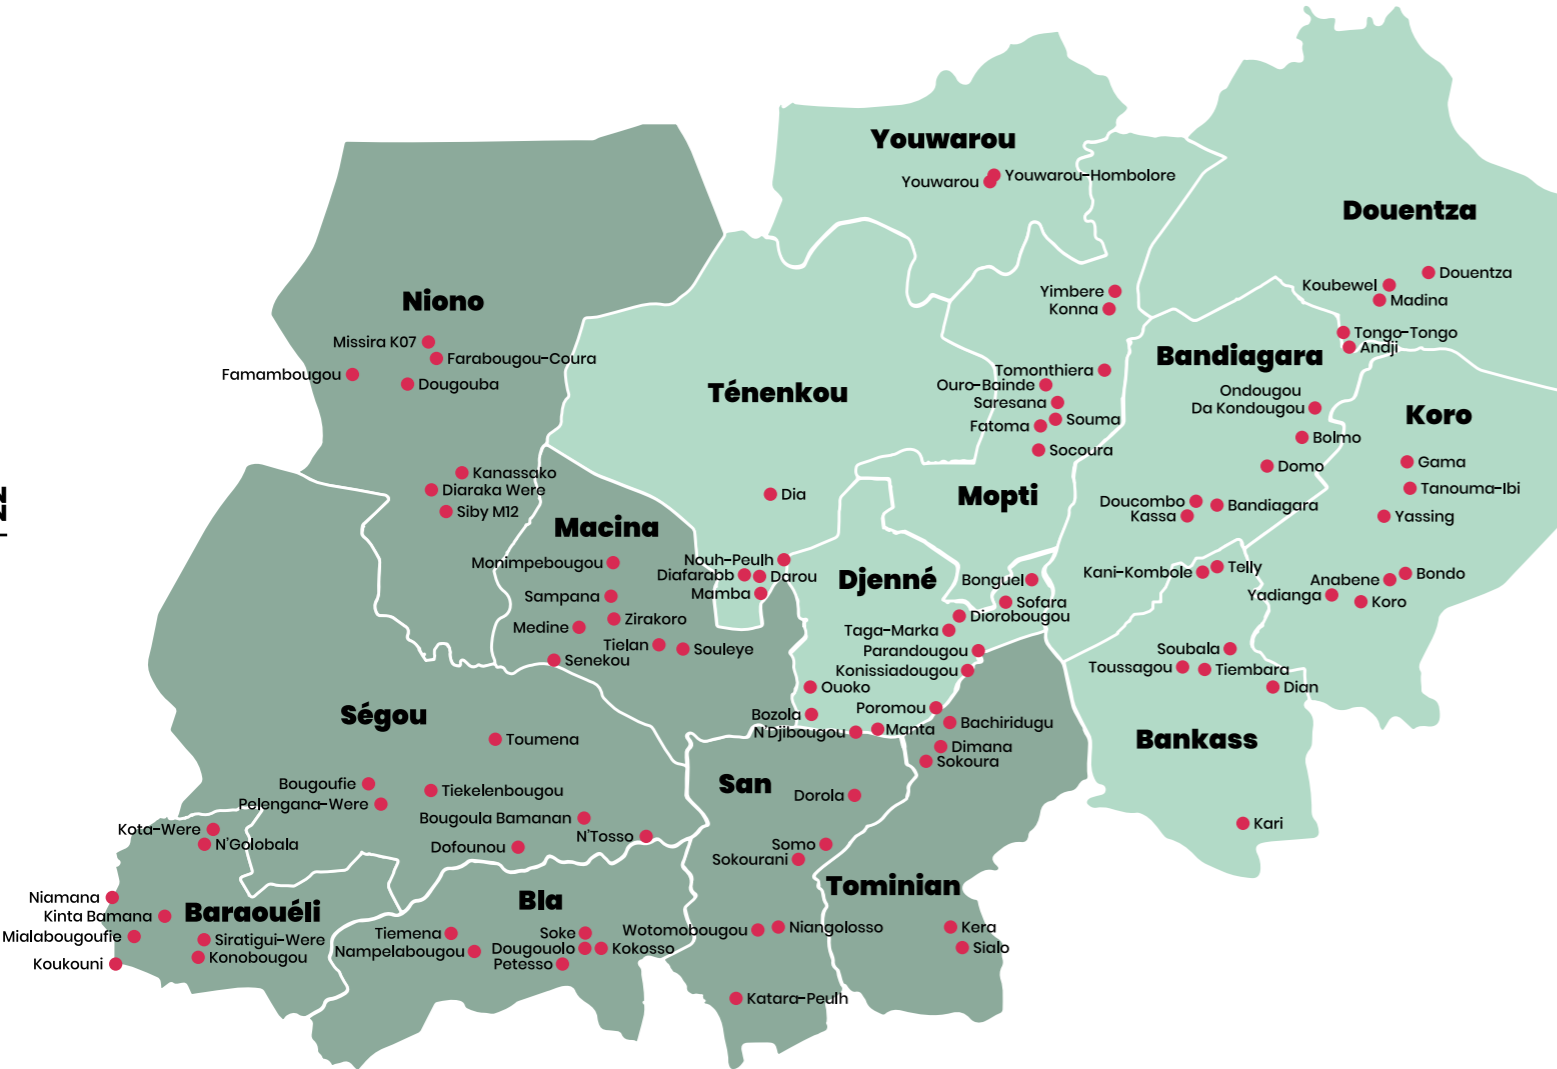 Youwarou
Youwarou
Youwarou-Hombolore
Douentza
Douentza
Koubewel
Madina
Tongo-Tongo
Andji
Niono
Missira K07
Farabougou-Coura
Famambougou
Dougouba
Kanassako
Diaraka Were
Siby M12
Ténenkou
Dia
Nouh-Peulh
Diafarabb
Darou
Mamba
Yimbere
Konna
Tomonthiera
Ouro-Bainde
Saresana
Souma
Fatoma
Socoura
Mopti
Bonguel
Bandiagara
Ondougou
Da Kondougou
Bolmo
Domo
Doucombo
Kassa
Bandiagara
Kani-Kombole
Telly
Koro
Gama
Tanouma-Ibi
Yassing
Anabene
Bondo
Yadianga
Koro
N
N
Macina
Monimpebougou
Sampana
Zirakoro
Medine
Tielan
Souleye
Senekou
Djenné
Sofara
Diorobougou
Taga-Marka
Parandougou
Konissiadougou
Ouoko
Poromou
Bozola
N'Djibougou
Manta
Bachiridugu
Dimana
Sokoura
Soubala
Toussagou
Tiembara
Dian
Bankass
Kari
Ségou
Toumena
Bougoufie
Pelengana-Were
Tiekelenbougou
Bougoula Bamanan
N'Tosso
Dofounou
San
Dorola
Somo
Sokourani
Wotomobougou
Niangolosso
Katara-Peulh
Tominian
Kera
Sialo
Kota-Were
N'Golobala
Niamana
Kinta Bamana
Baraouéli
Mialabougoufie
Siratigui-Were
Konobougou
Koukouni
Bla
Tiemena
Nampelabougou
Soke
Dougouolo
Kokosso
Petesso